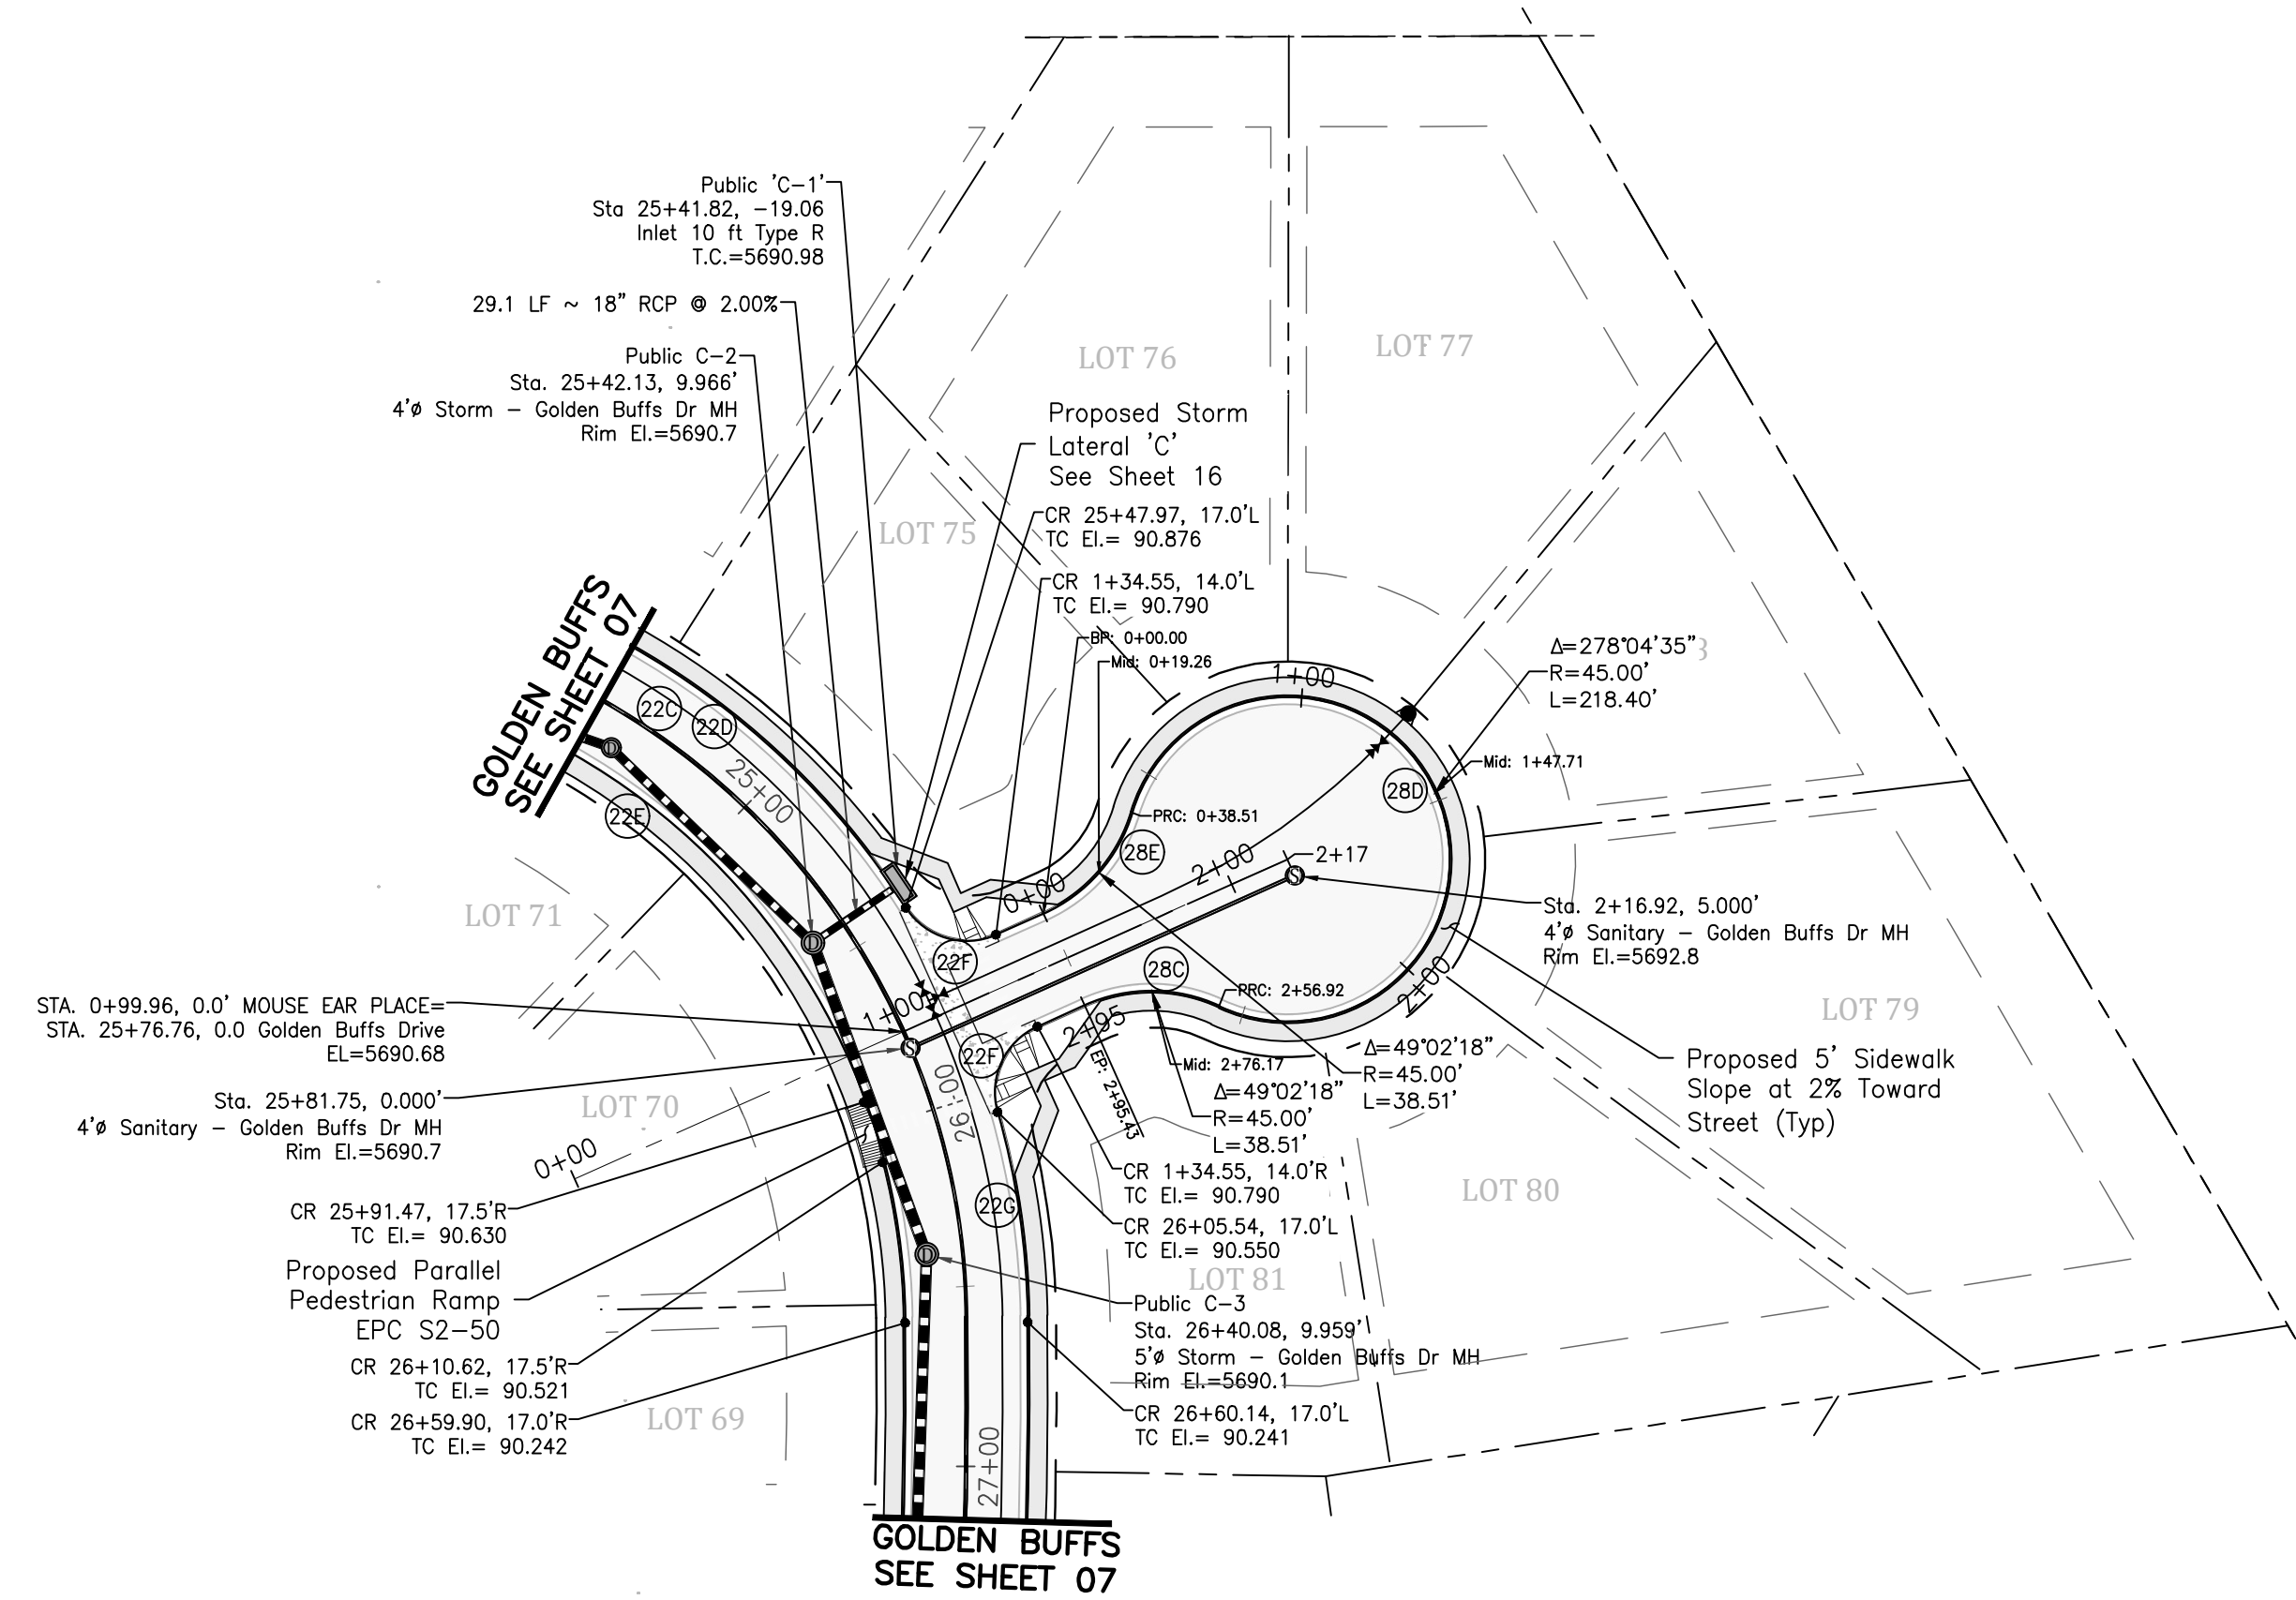 Public 'C-1'
Sta 25+41.82, -19.06
Inlet 10 ft Type R
T.C.=5690.98
29.1 LF ~ 18" RCP @ 2.00%
Public C-2
Sta. 25+42.13, 9.966'
4'ø Storm - Golden Buffs Dr MH
Rim El.=5690.7
LOT 76
LOT 77
Proposed Storm
Lateral 'C'
See Sheet 16
LOT 75
CR 25+47.97, 17.0'L
TC El.= 90.876
CR 1+34.55, 14.0'L
TC El.= 90.790
BP: 0+00.00
Mid: 0+19.26
GOLDEN BUFFS
SEE SHEET 07
Δ=278°04'35"
R=45.00'
L=218.40'
1+00
22C
22D
25+00
22E
Mid: 1+47.71
28D
PRC: 0+38.51
28E
2+00
2+17
0+00
LOT 71
Sta. 2+16.92, 5.000'
4'ø Sanitary - Golden Buffs Dr MH
Rim El.=5692.8
22F
28C
PRC: 2+56.92
2+00
STA. 0+99.96, 0.0' MOUSE EAR PLACE=
STA. 25+76.76, 0.0 Golden Buffs Drive
EL=5690.68
1+00
LOT 79
22F
2+95
EP: 2+95.43
Mid: 2+76.17
Δ=49°02'18"
R=45.00'
L=38.51'
Δ=49°02'18"
R=45.00'
L=38.51'
Proposed 5' Sidewalk
Slope at 2% Toward
Street (Typ)
Sta. 25+81.75, 0.000'
4'ø Sanitary - Golden Buffs Dr MH
Rim El.=5690.7
LOT 70
26+00
0+00
CR 1+34.55, 14.0'R
TC El.= 90.790
LOT 80
CR 25+91.47, 17.5'R
TC El.= 90.630
22G
CR 26+05.54, 17.0'L
TC El.= 90.550
Proposed Parallel
Pedestrian Ramp
EPC S2-50
LOT 81
Public C-3
Sta. 26+40.08, 9.959'
5'ø Storm - Golden Buffs Dr MH
Rim El.=5690.1
CR 26+10.62, 17.5'R
TC El.= 90.521
CR 26+59.90, 17.0'R
TC El.= 90.242
LOT 69
CR 26+60.14, 17.0'L
TC El.= 90.241
27+00
GOLDEN BUFFS
SEE SHEET 07
D
D
D
S
S